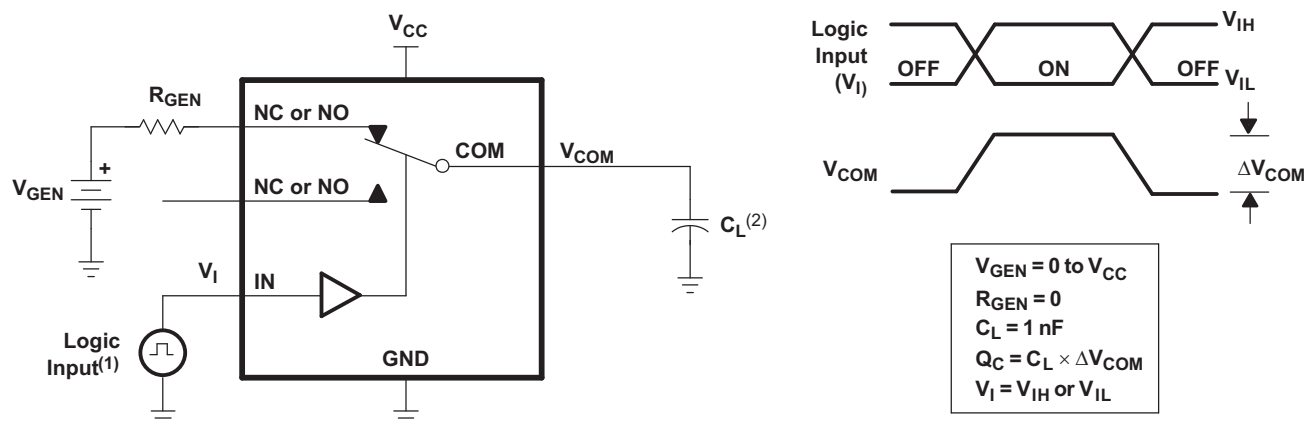 V_CC
R_GEN
NC or NO
COM
V_COM
+
V_GEN
NC or NO
C_L(2)
V_I
IN
Logic
Input(1)
GND
Logic
Input
(V_I)
V_IH
OFF
ON
OFF
V_IL
V_COM
ΔV_COM
V_GEN = 0 to V_CC
R_GEN = 0
C_L = 1 nF
Q_C = C_L × ΔV_COM
V_I = V_IH or V_IL